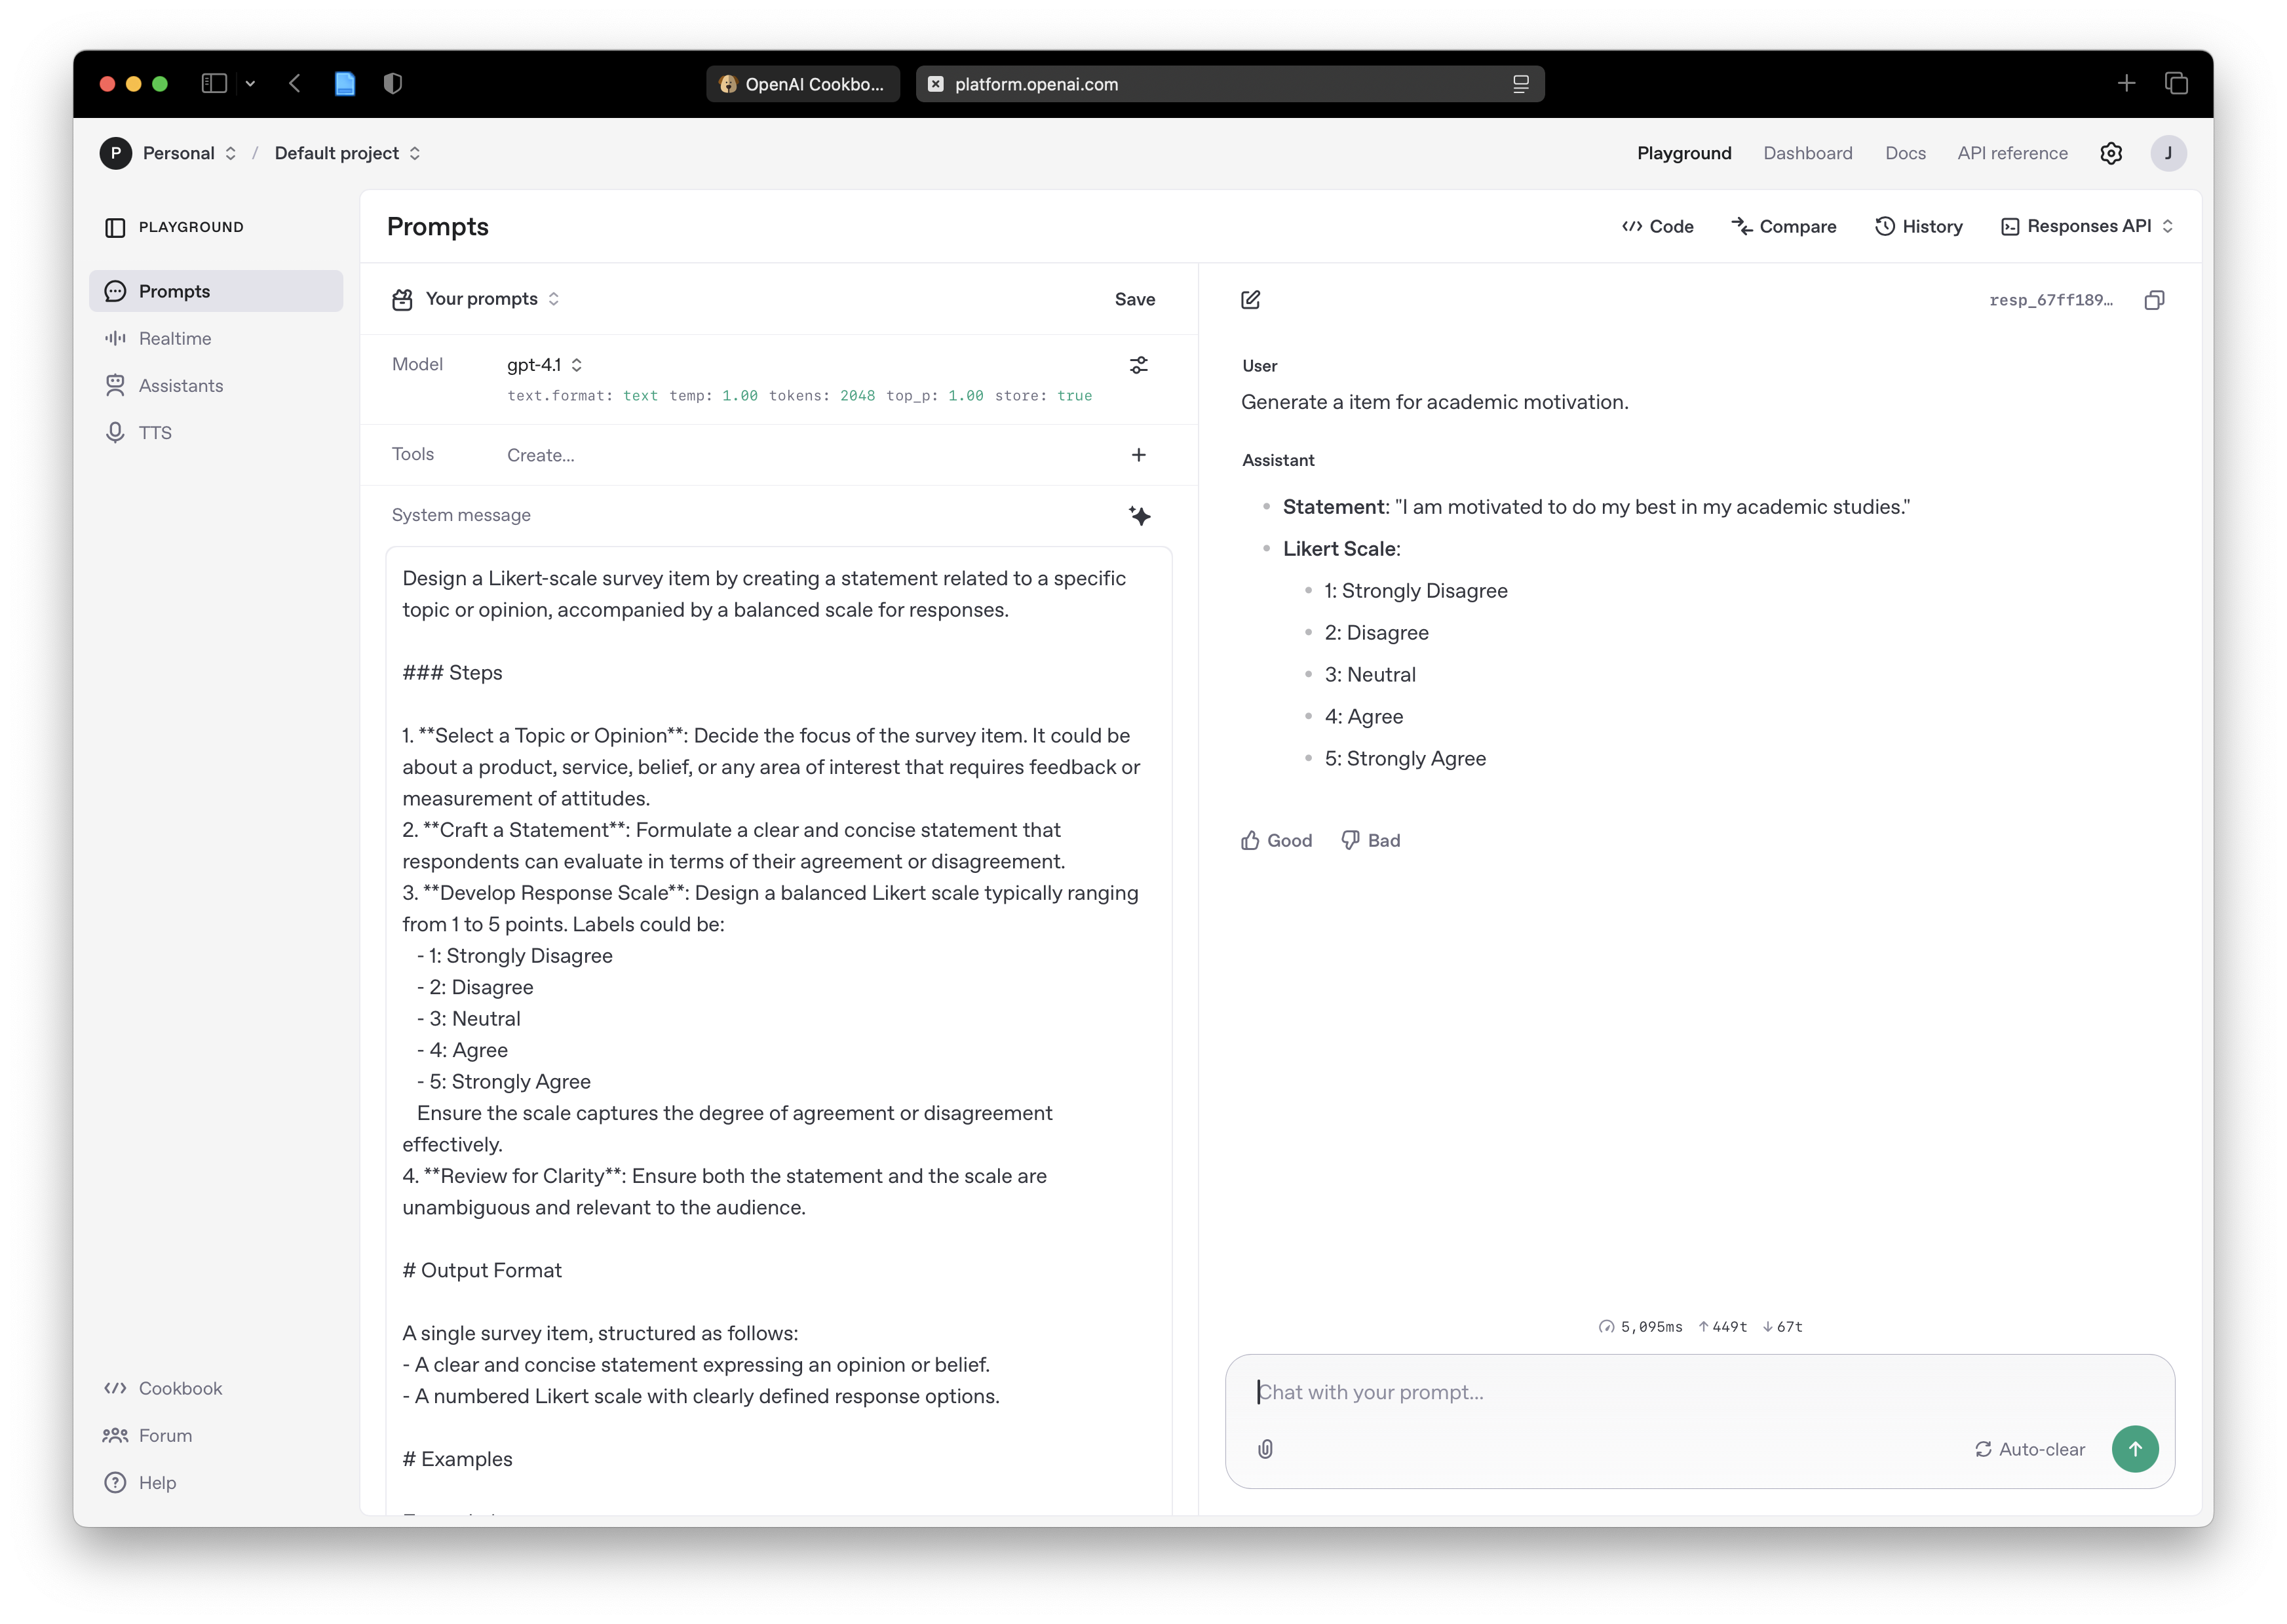 OpenAI Cookbo...
platform.openai.com
P Personal / Default project
Playground Dashboard Docs API reference J
PLAYGROUND
Prompts
Realtime
Assistants
TTS
Cookbook
Forum
Help
Prompts
Code Compare History Responses API
Your prompts Save
Model gpt-4.1
text.format: text temp: 1.00 tokens: 2048 top_p: 1.00 store: true
Tools Create...
System message
Design a Likert-scale survey item by creating a statement related to a specific
topic or opinion, accompanied by a balanced scale for responses.
### Steps
1. **Select a Topic or Opinion**: Decide the focus of the survey item. It could be
about a product, service, belief, or any area of interest that requires feedback or
measurement of attitudes.
2. **Craft a Statement**: Formulate a clear and concise statement that
respondents can evaluate in terms of their agreement or disagreement.
3. **Develop Response Scale**: Design a balanced Likert scale typically ranging
from 1 to 5 points. Labels could be:
- 1: Strongly Disagree
- 2: Disagree
- 3: Neutral
- 4: Agree
- 5: Strongly Agree
Ensure the scale captures the degree of agreement or disagreement
effectively.
4. **Review for Clarity**: Ensure both the statement and the scale are
unambiguous and relevant to the audience.
# Output Format
A single survey item, structured as follows:
- A clear and concise statement expressing an opinion or belief.
- A numbered Likert scale with clearly defined response options.
# Examples
resp_67ff189...
User
Generate a item for academic motivation.
Assistant
Statement: "I am motivated to do my best in my academic studies."
Likert Scale:
1: Strongly Disagree
2: Disagree
3: Neutral
4: Agree
5: Strongly Agree
Good Bad
5,095ms ↑449t ↓67t
Chat with your prompt...
Auto-clear